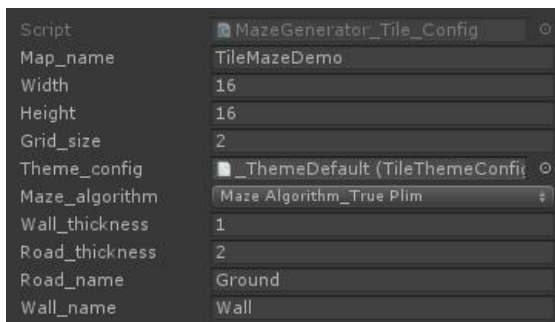 Script MazeGenerator_Tile_Config
Map_name TileMazeDemo
Width 16
Height 16
Grid_size 2
Theme_config _ThemeDefault (TileThemeConfig
Maze_algorithm Maze Algorithm_True Plim
Wall_thickness 1
Road_thickness 2
Road_name Ground
Wall_name Wall